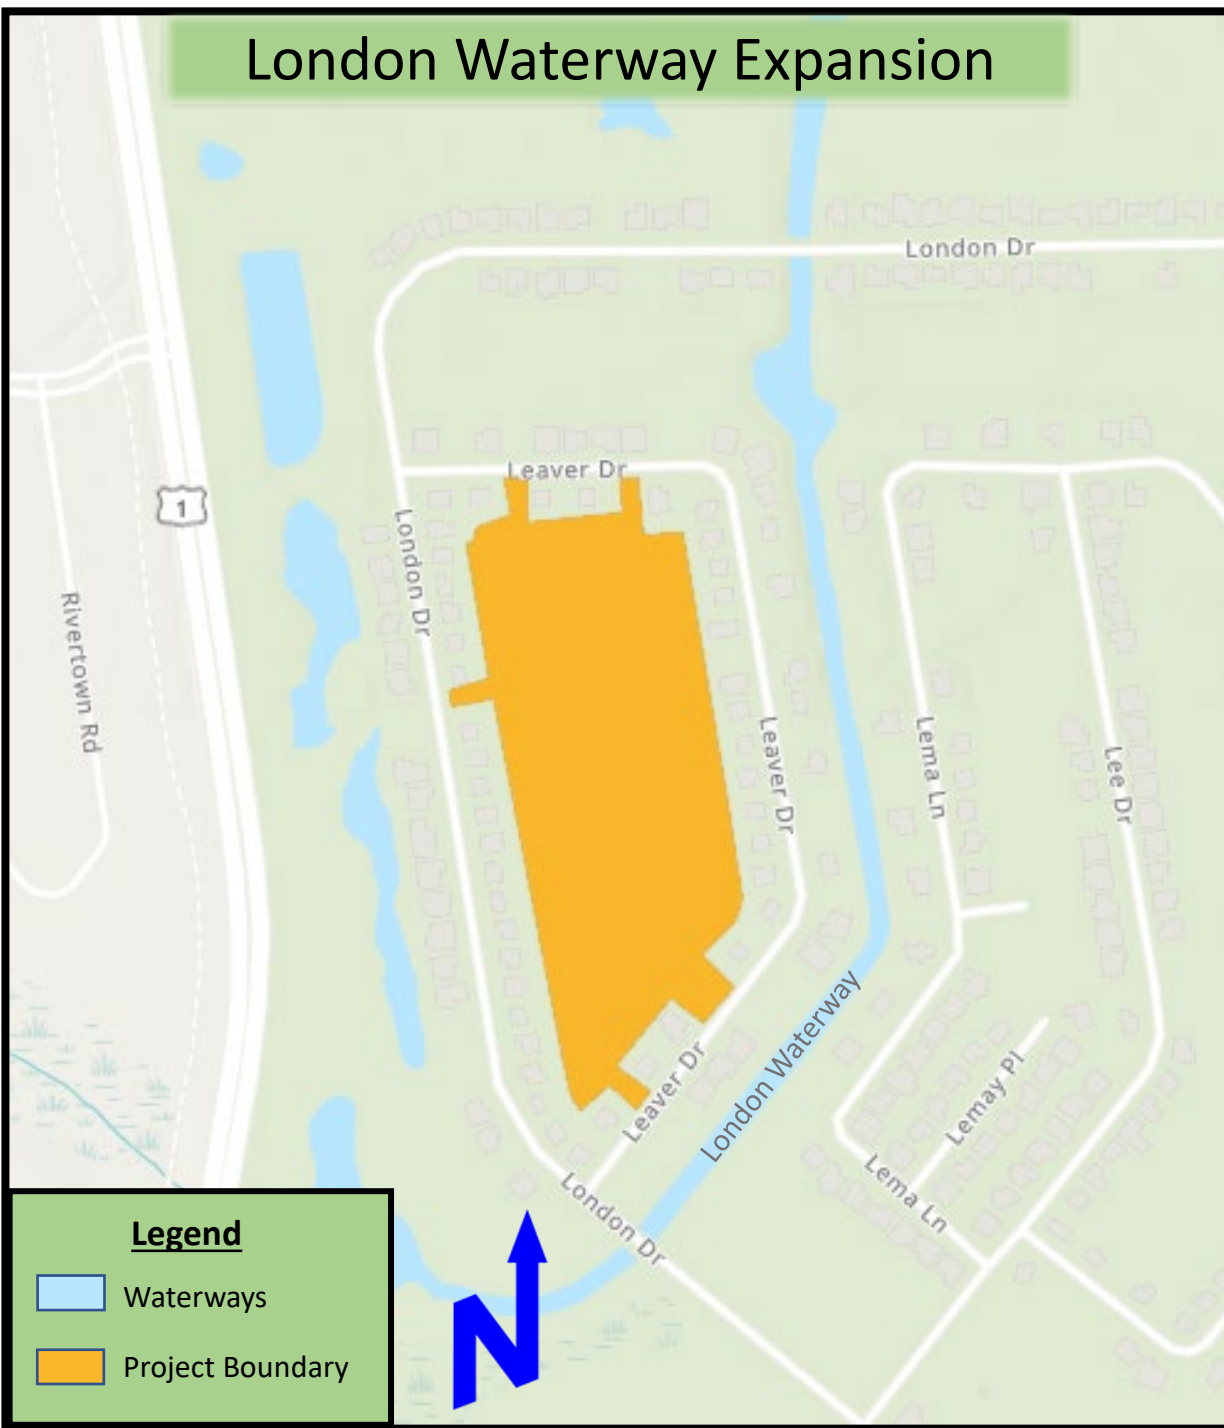 London Waterway Expansion
London Dr
Leaver Dr
1
London Dr
Rivertown Rd
Leaver Dr
Lema Ln
Lee Dr
London Waterway
Leaver Dr
Lemay Pl
Lema Ln
London Dr
Legend
Waterways
Project Boundary
N